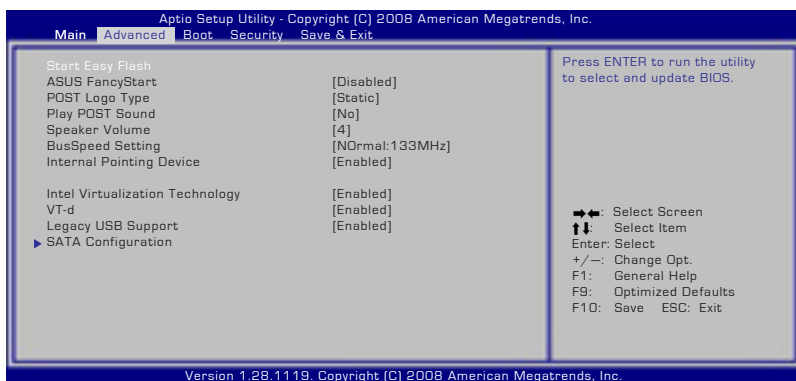 Aptio Setup Utility - Copyright (C) 2008 American Megatrends, Inc.
Main Advanced Boot Security Save & Exit
Start Easy Flash
ASUS FancyStart [Disabled]
POST Logo Type [Static]
Play POST Sound [No]
Speaker Volume [4]
BusSpeed Setting [NOrmal:133MHz]
Internal Pointing Device [Enabled]
Intel Virtualization Technology [Enabled]
VT-d [Enabled]
Legacy USB Support [Enabled]
SATA Configuration
Press ENTER to run the utility
to select and update BIOS.
→←: Select Screen
↑↓: Select Item
Enter: Select
+/—: Change Opt.
F1: General Help
F9: Optimized Defaults
F10: Save ESC: Exit
Version 1.28.1119. Copyright (C) 2008 American Megatrends, Inc.